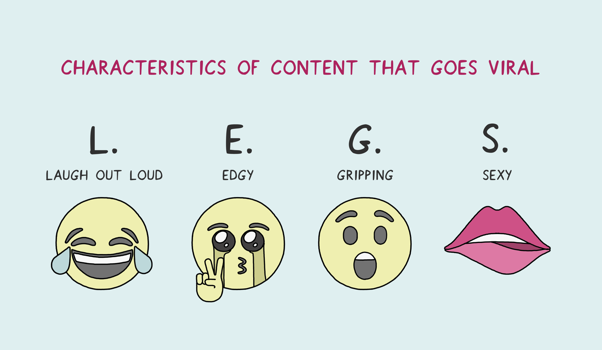 CHARACTERISTICS OF CONTENT THAT GOES VIRAL
L. E. G. S.
LAUGH OUT LOUD EDGY GRIPPING SEXY